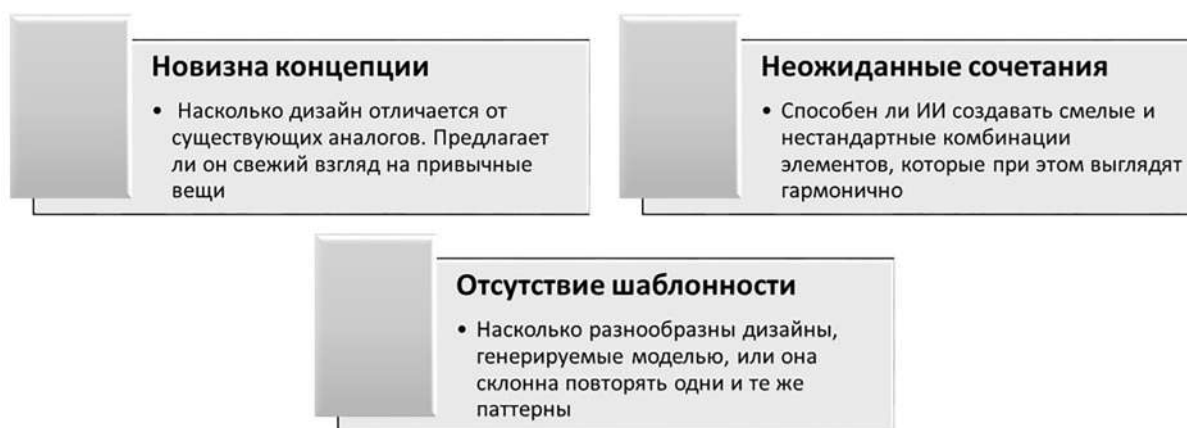 Новизна концепции
• Насколько дизайн отличается от
существующих аналогов. Предлагает
ли он свежий взгляд на привычные
вещи
Неожиданные сочетания
• Способен ли ИИ создавать смелые и
нестандартные комбинации
элементов, которые при этом выглядят
гармонично
Отсутствие шаблонности
• Насколько разнообразны дизайны,
генерируемые моделью, или она
склонна повторять одни и те же
паттерны